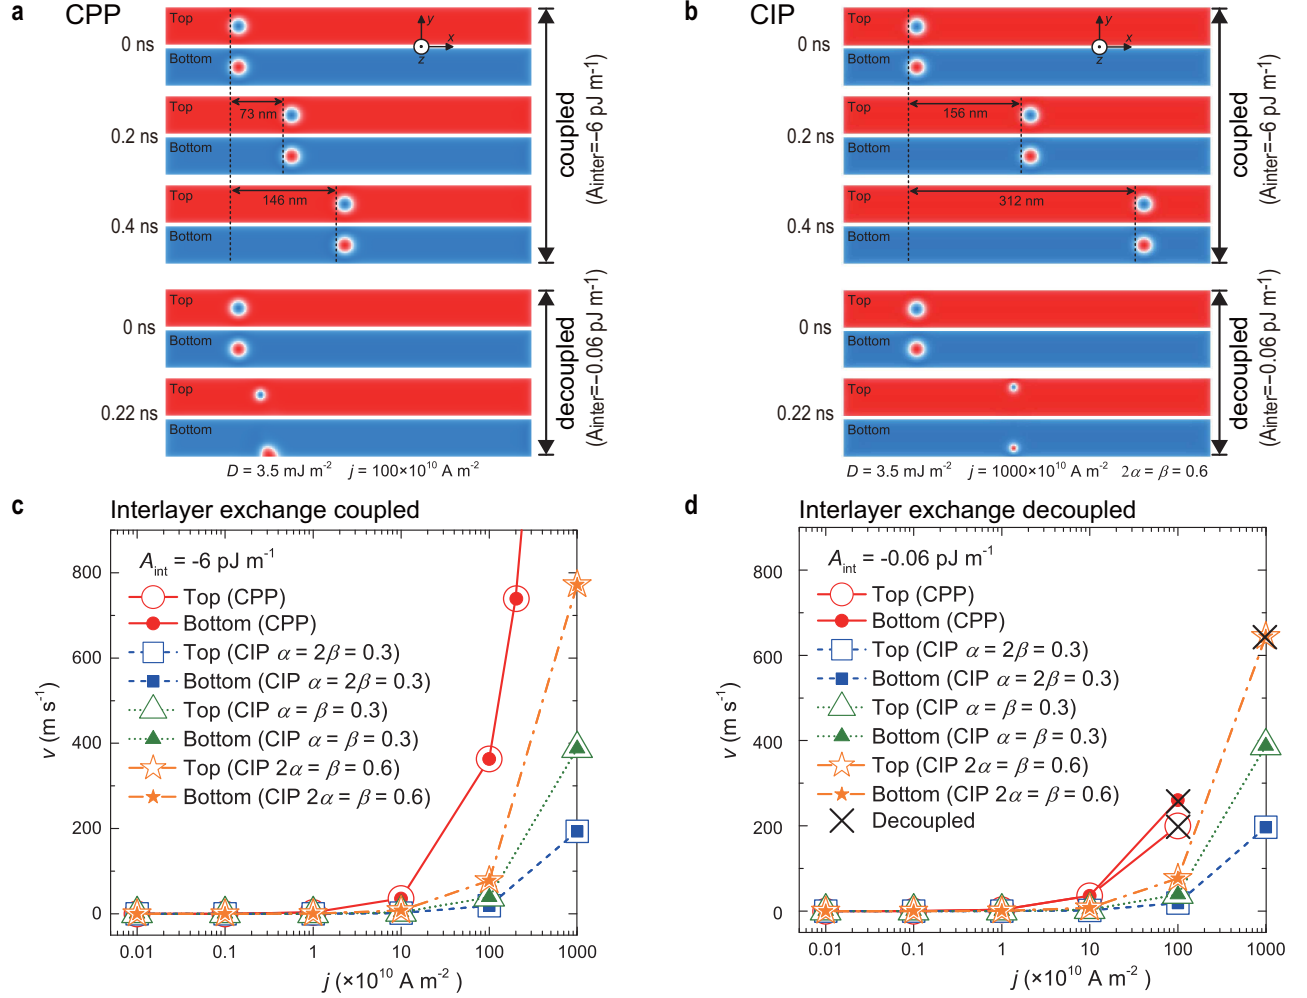 a CPP
Top
0 ns
Bottom
y
x
z
Top
73 nm
0.2 ns
Bottom
Top
146 nm
0.4 ns
Bottom
coupled
(Ainter=−6 pJ m-1)
Top
0 ns
Bottom
Top
0.22 ns
Bottom
decoupled
(Ainter=−0.06 pJ m-1)
D = 3.5 mJ m-2 j = 100×10^10 A m-2
b CIP
Top
0 ns
Bottom
y
x
z
Top
156 nm
0.2 ns
Bottom
Top
312 nm
0.4 ns
Bottom
coupled
(Ainter=−6 pJ m-1)
Top
0 ns
Bottom
Top
0.22 ns
Bottom
decoupled
(Ainter=−0.06 pJ m-1)
D = 3.5 mJ m-2 j = 1000×10^10 A m-2 2α = β = 0.6
c Interlayer exchange coupled
Aint = -6 pJ m-1
Top (CPP)
Bottom (CPP)
Top (CIP α = 2β = 0.3)
Bottom (CIP α = 2β = 0.3)
Top (CIP α = β = 0.3)
Bottom (CIP α = β = 0.3)
Top (CIP 2α = β = 0.6)
Bottom (CIP 2α = β = 0.6)
800
600
400
200
0
v (m s-1)
0.01 0.1 1 10 100 1000
j (×10^10 A m-2)
d Interlayer exchange decoupled
Aint = -0.06 pJ m-1
Top (CPP)
Bottom (CPP)
Top (CIP α = 2β = 0.3)
Bottom (CIP α = 2β = 0.3)
Top (CIP α = β = 0.3)
Bottom (CIP α = β = 0.3)
Top (CIP 2α = β = 0.6)
Bottom (CIP 2α = β = 0.6)
Decoupled
800
600
400
200
0
v (m s-1)
0.01 0.1 1 10 100 1000
j (×10^10 A m-2)